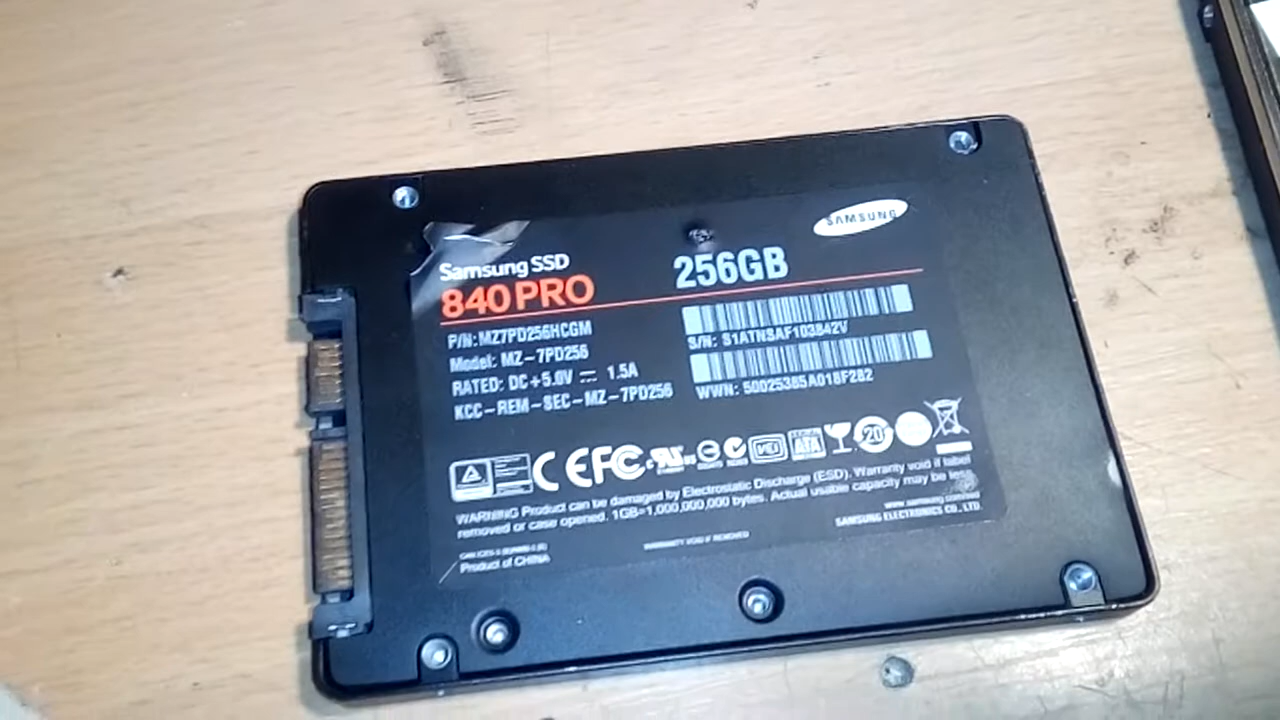 SAMSUNG
Samsung SSD
840 PRO
256GB
P/N: MZ7PD256HCGM
Model: MZ-7PD256
RATED: DC+5.0V ⎓ 1.5A
KCC-REM-SEC-MZ-7PD256
S/N: S1ATNSAF103842V
WWN: 50025385A018F282
WARNING Product can be damaged by Electrostatic Discharge (ESD). Warranty void if label
removed or case opened. 1GB=1,000,000,000 bytes. Actual usable capacity may be less.
SAMSUNG ELECTRONICS CO., LTD.
WARRANTY VOID IF REMOVED
Product of CHINA